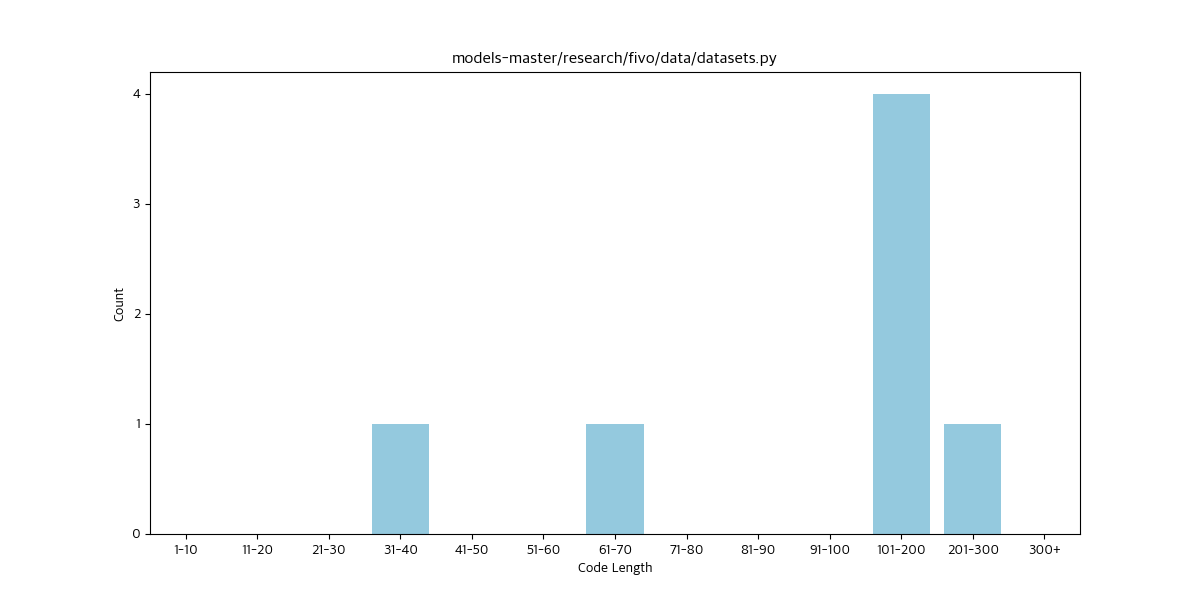 models-master/research/fivo/data/datasets.py
4
3
2
1
0
Count
1-10 11-20 21-30 31-40 41-50 51-60 61-70 71-80 81-90 91-100 101-200 201-300 300+
Code Length